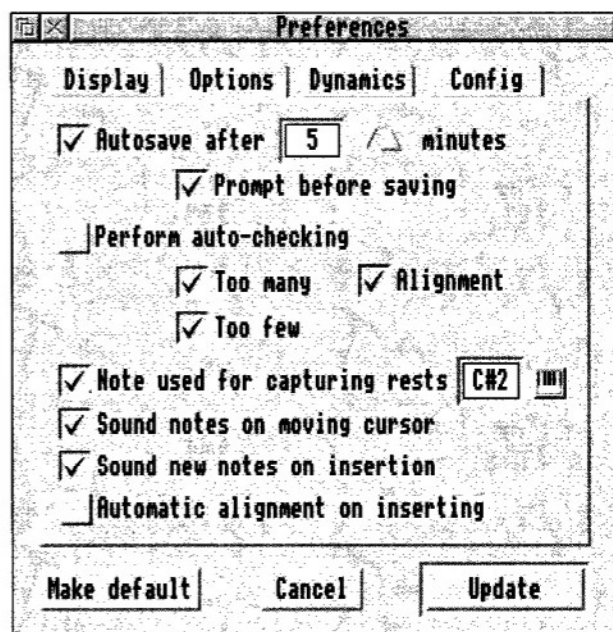 Preferences
Display Options Dynamics Config
Autosave after 5 minutes
Prompt before saving
Perform auto-checking
Too many Alignment
Too few
Note used for capturing rests C#2
Sound notes on moving cursor
Sound new notes on insertion
Automatic alignment on inserting
Make default Cancel Update